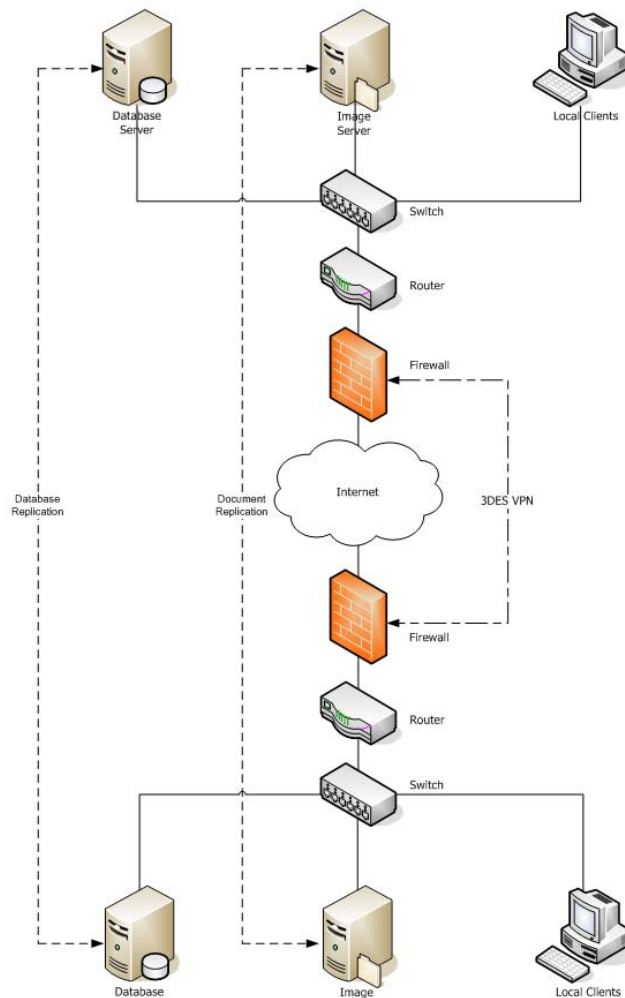 Database
Server
Image
Server
Local Clients
Switch
Router
Firewall
Database
Replication
Document
Replication
Internet
3DES VPN
Firewall
Router
Switch
Database
Image
Local Clients